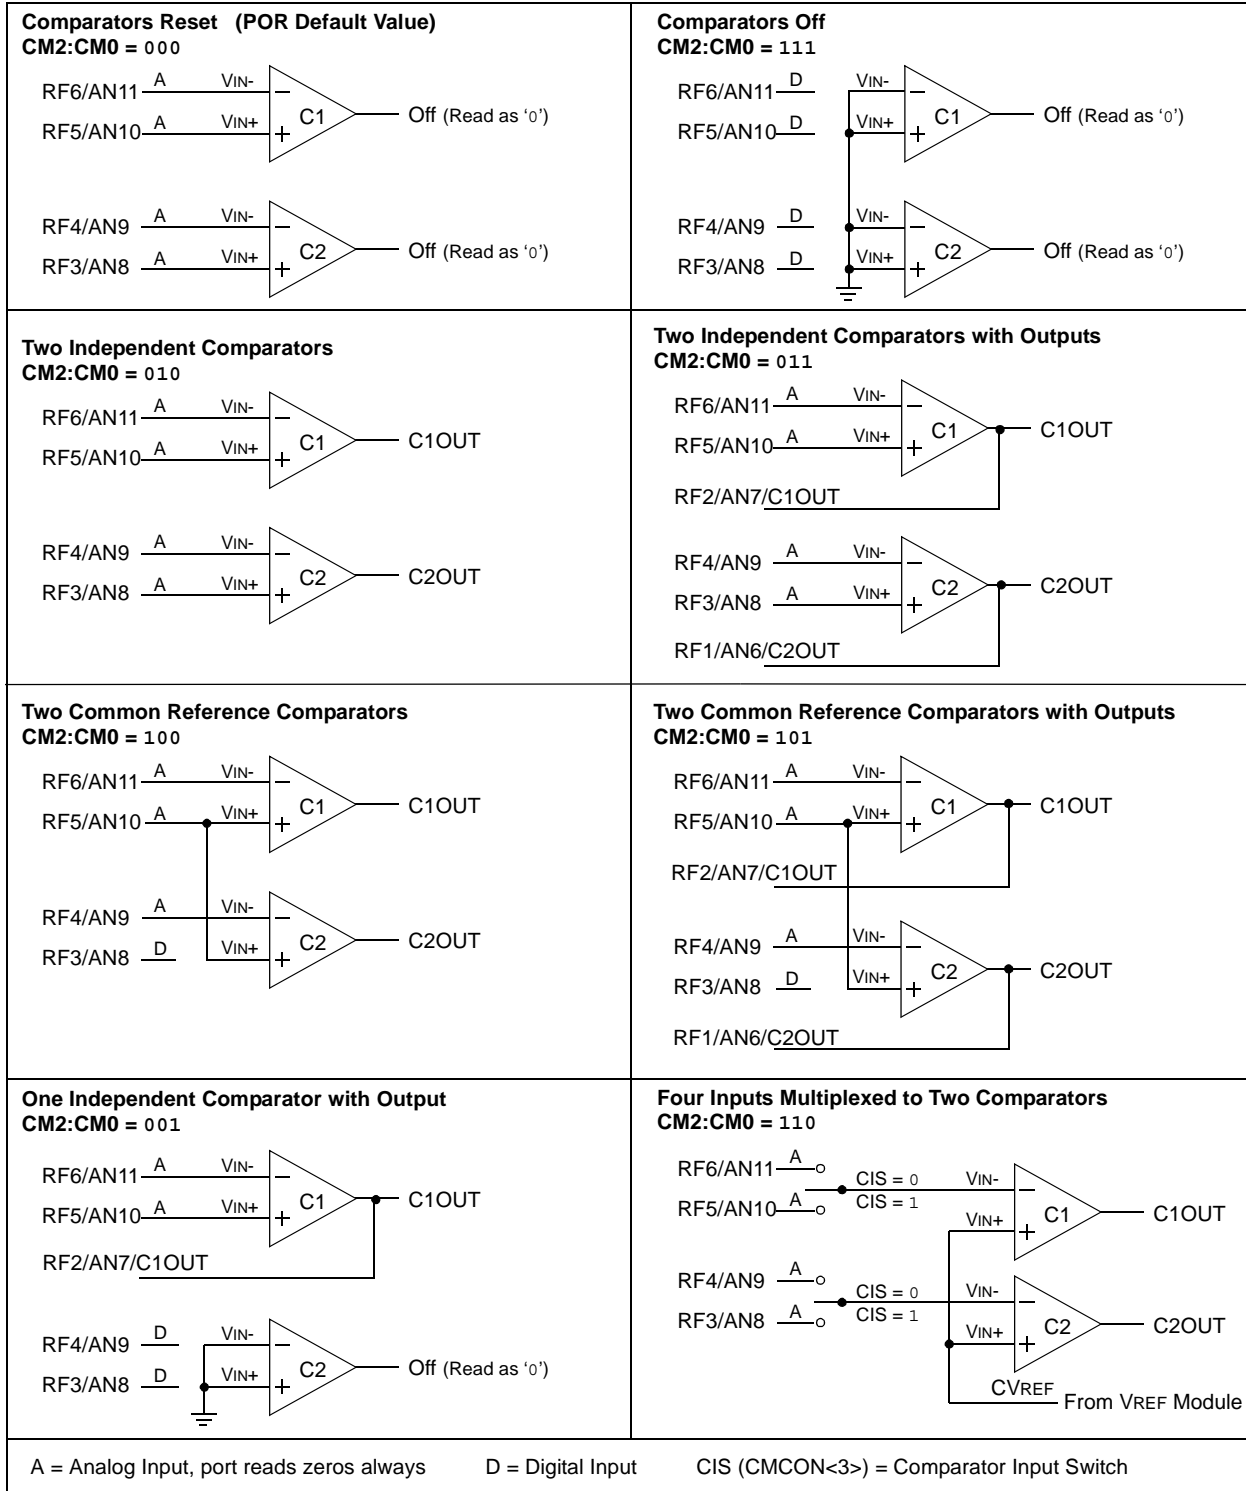 Comparators Reset (POR Default Value)
CM2:CM0 = 000
RF6/AN11 A VIN-
RF5/AN10 A VIN+
C1
Off (Read as ‘0’)
RF4/AN9 A VIN-
RF3/AN8 A VIN+
C2
Off (Read as ‘0’)
Comparators Off
CM2:CM0 = 111
RF6/AN11 D VIN-
RF5/AN10 D VIN+
C1
Off (Read as ‘0’)
RF4/AN9 D VIN-
RF3/AN8 D VIN+
C2
Off (Read as ‘0’)
Two Independent Comparators
CM2:CM0 = 010
RF6/AN11 A VIN-
RF5/AN10 A VIN+
C1
C1OUT
RF4/AN9 A VIN-
RF3/AN8 A VIN+
C2
C2OUT
Two Independent Comparators with Outputs
CM2:CM0 = 011
RF6/AN11 A VIN-
RF5/AN10 A VIN+
C1
C1OUT
RF2/AN7/C1OUT
RF4/AN9 A VIN-
RF3/AN8 A VIN+
C2
C2OUT
RF1/AN6/C2OUT
Two Common Reference Comparators
CM2:CM0 = 100
RF6/AN11 A VIN-
RF5/AN10 A VIN+
C1
C1OUT
RF4/AN9 A VIN-
RF3/AN8 D VIN+
C2
C2OUT
Two Common Reference Comparators with Outputs
CM2:CM0 = 101
RF6/AN11 A VIN-
RF5/AN10 A VIN+
C1
C1OUT
RF2/AN7/C1OUT
RF4/AN9 A VIN-
RF3/AN8 D VIN+
C2
C2OUT
RF1/AN6/C2OUT
One Independent Comparator with Output
CM2:CM0 = 001
RF6/AN11 A VIN-
RF5/AN10 A VIN+
C1
C1OUT
RF2/AN7/C1OUT
RF4/AN9 D VIN-
RF3/AN8 D VIN+
C2
Off (Read as ‘0’)
Four Inputs Multiplexed to Two Comparators
CM2:CM0 = 110
RF6/AN11 A
CIS = 0 VIN-
RF5/AN10 A CIS = 1
VIN+
C1
C1OUT
RF4/AN9 A
CIS = 0 VIN-
RF3/AN8 A CIS = 1
VIN+
C2
C2OUT
CVREF
From VREF Module
A = Analog Input, port reads zeros always D = Digital Input CIS (CMCON<3>) = Comparator Input Switch